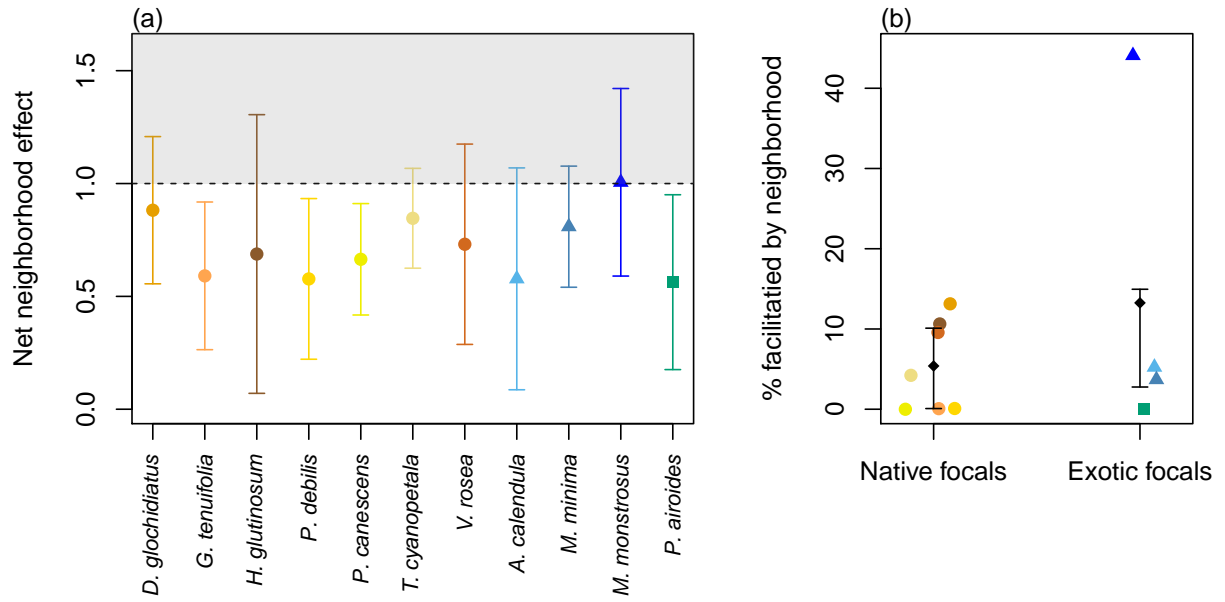 (a)
Net neighborhood effect
1.5
1.0
0.5
0.0
D. glochidiatus
G. tenuifolia
H. glutinosum
P. debilis
P. canescens
T. cyanopetala
V. rosea
A. calendula
M. minima
M. monstrosus
P. airoides
(b)
% facilitatied by neighborhood
40
30
20
10
0
Native focals
Exotic focals